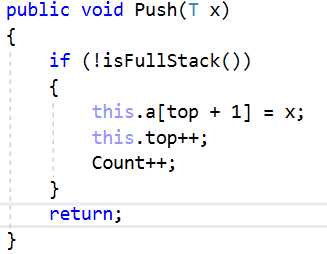 public void Push(T x)
{
    if (!isFullStack())
    {
        this.a[top + 1] = x;
        this.top++;
        Count++;
    }
    return;
}